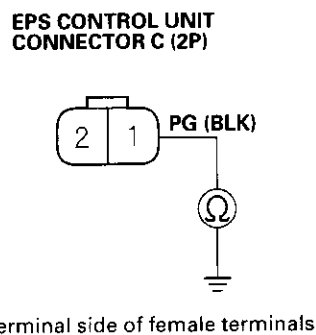 EPS CONTROL UNIT
CONNECTOR C (2P)
2 1 PG (BLK)
Ω
erminal side of female terminals